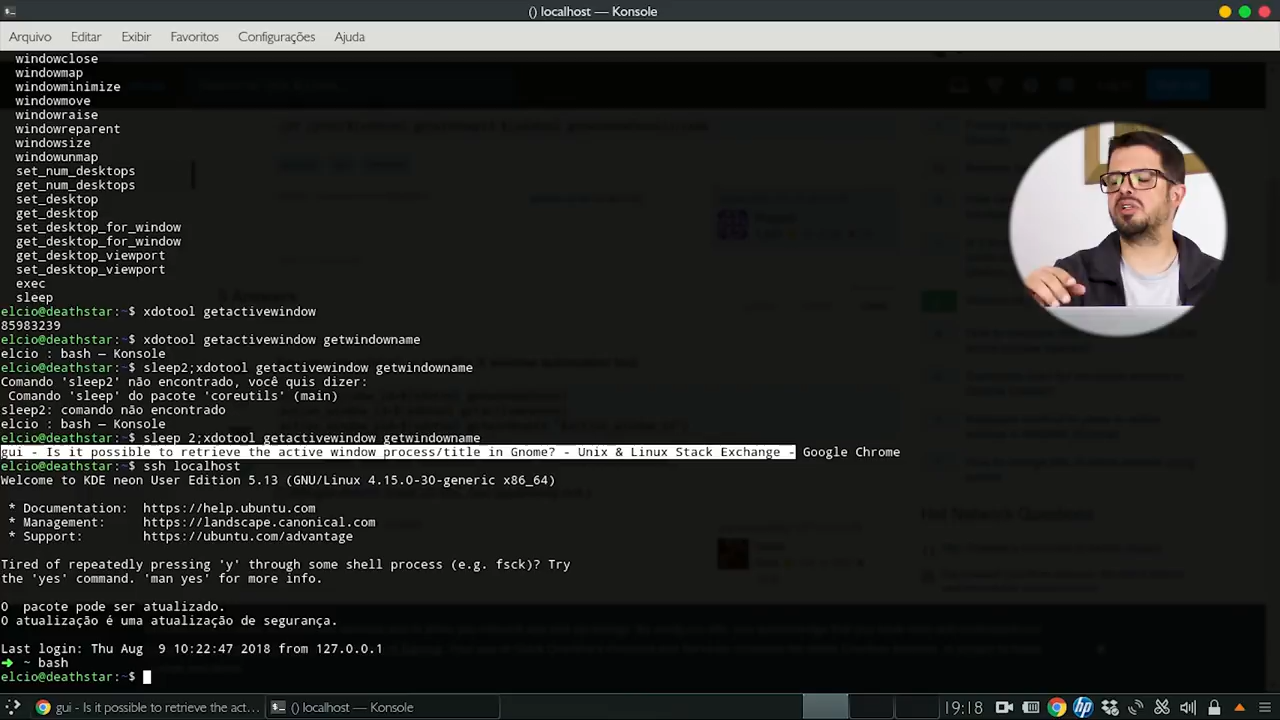 () localhost — Konsole
Arquivo Editar Exibir Favoritos Configurações Ajuda
windowclose
windowmap
windowminimize
windowmove
windowraise
windowreparent
windowsize
windowunmap
set_num_desktops
get_num_desktops
set_desktop
get_desktop
set_desktop_for_window
get_desktop_for_window
get_desktop_viewport
set_desktop_viewport
exec
sleep
elcio@deathstar:~$ xdotool getactivewindow
85983239
elcio@deathstar:~$ xdotool getactivewindow getwindowname
elcio : bash — Konsole
elcio@deathstar:~$ sleep2;xdotool getactivewindow getwindowname
Comando 'sleep2' não encontrado, você quis dizer:
Comando 'sleep' do pacote 'coreutils' (main)
sleep2: comando não encontrado
elcio : bash — Konsole
elcio@deathstar:~$ sleep 2;xdotool getactivewindow getwindowname
gui - Is it possible to retrieve the active window process/title in Gnome? - Unix & Linux Stack Exchange - Google Chrome
elcio@deathstar:~$ ssh localhost
Welcome to KDE neon User Edition 5.13 (GNU/Linux 4.15.0-30-generic x86_64)
* Documentation: https://help.ubuntu.com
* Management: https://landscape.canonical.com
* Support: https://ubuntu.com/advantage
Tired of repeatedly pressing 'y' through some shell process (e.g. fsck)? Try
the 'yes' command. 'man yes' for more info.
O pacote pode ser atualizado.
O atualização é uma atualização de segurança.
Last login: Thu Aug 9 10:22:47 2018 from 127.0.0.1
➜ ~ bash
elcio@deathstar:~$
gui - Is it possible to retrieve the act... () localhost — Konsole 19:18